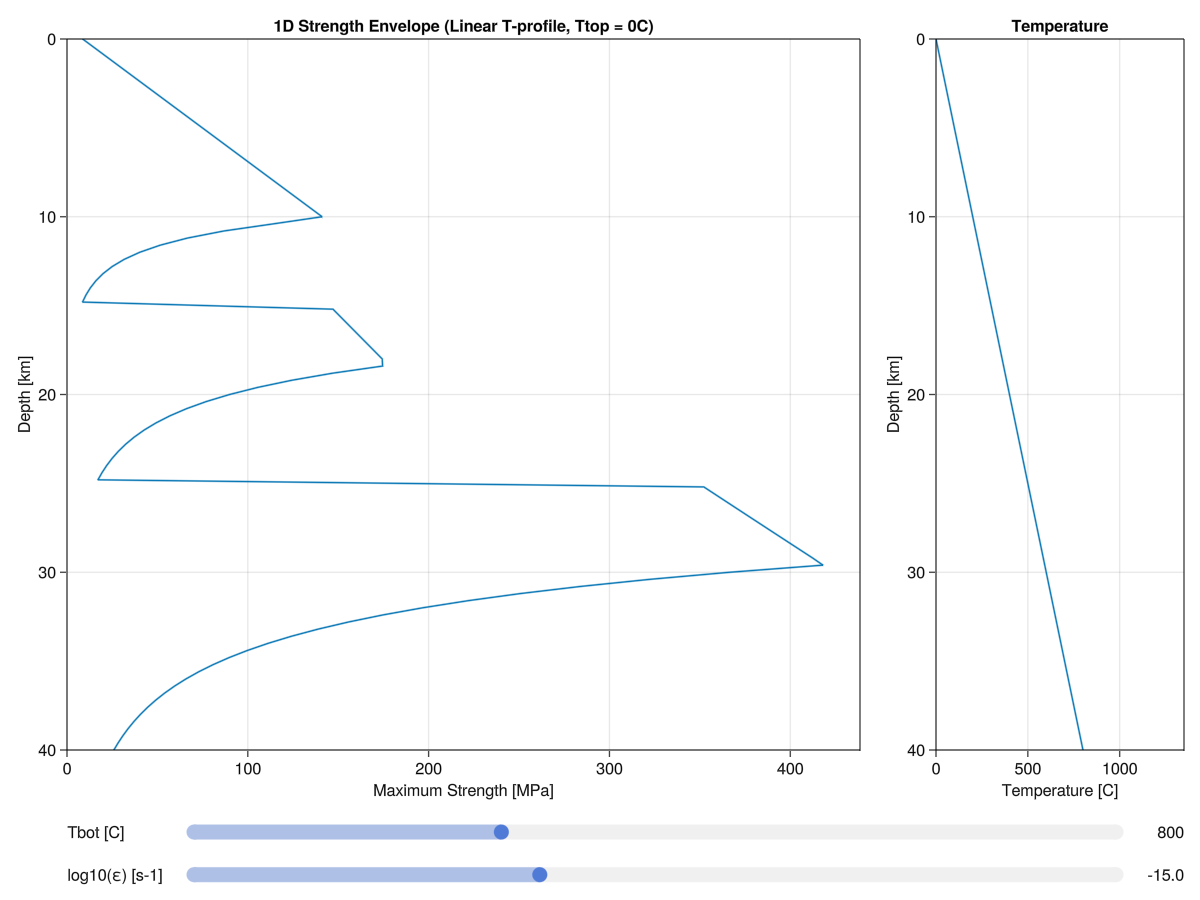 1D Strength Envelope (Linear T-profile, Ttop = 0C)
0
10
20
30
40
Depth [km]
0
100
200
300
400
Maximum Strength [MPa]
Temperature
0
10
20
30
40
Depth [km]
0
500
1000
Temperature [C]
Tbot [C]
800
log10(ε) [s-1]
-15.0